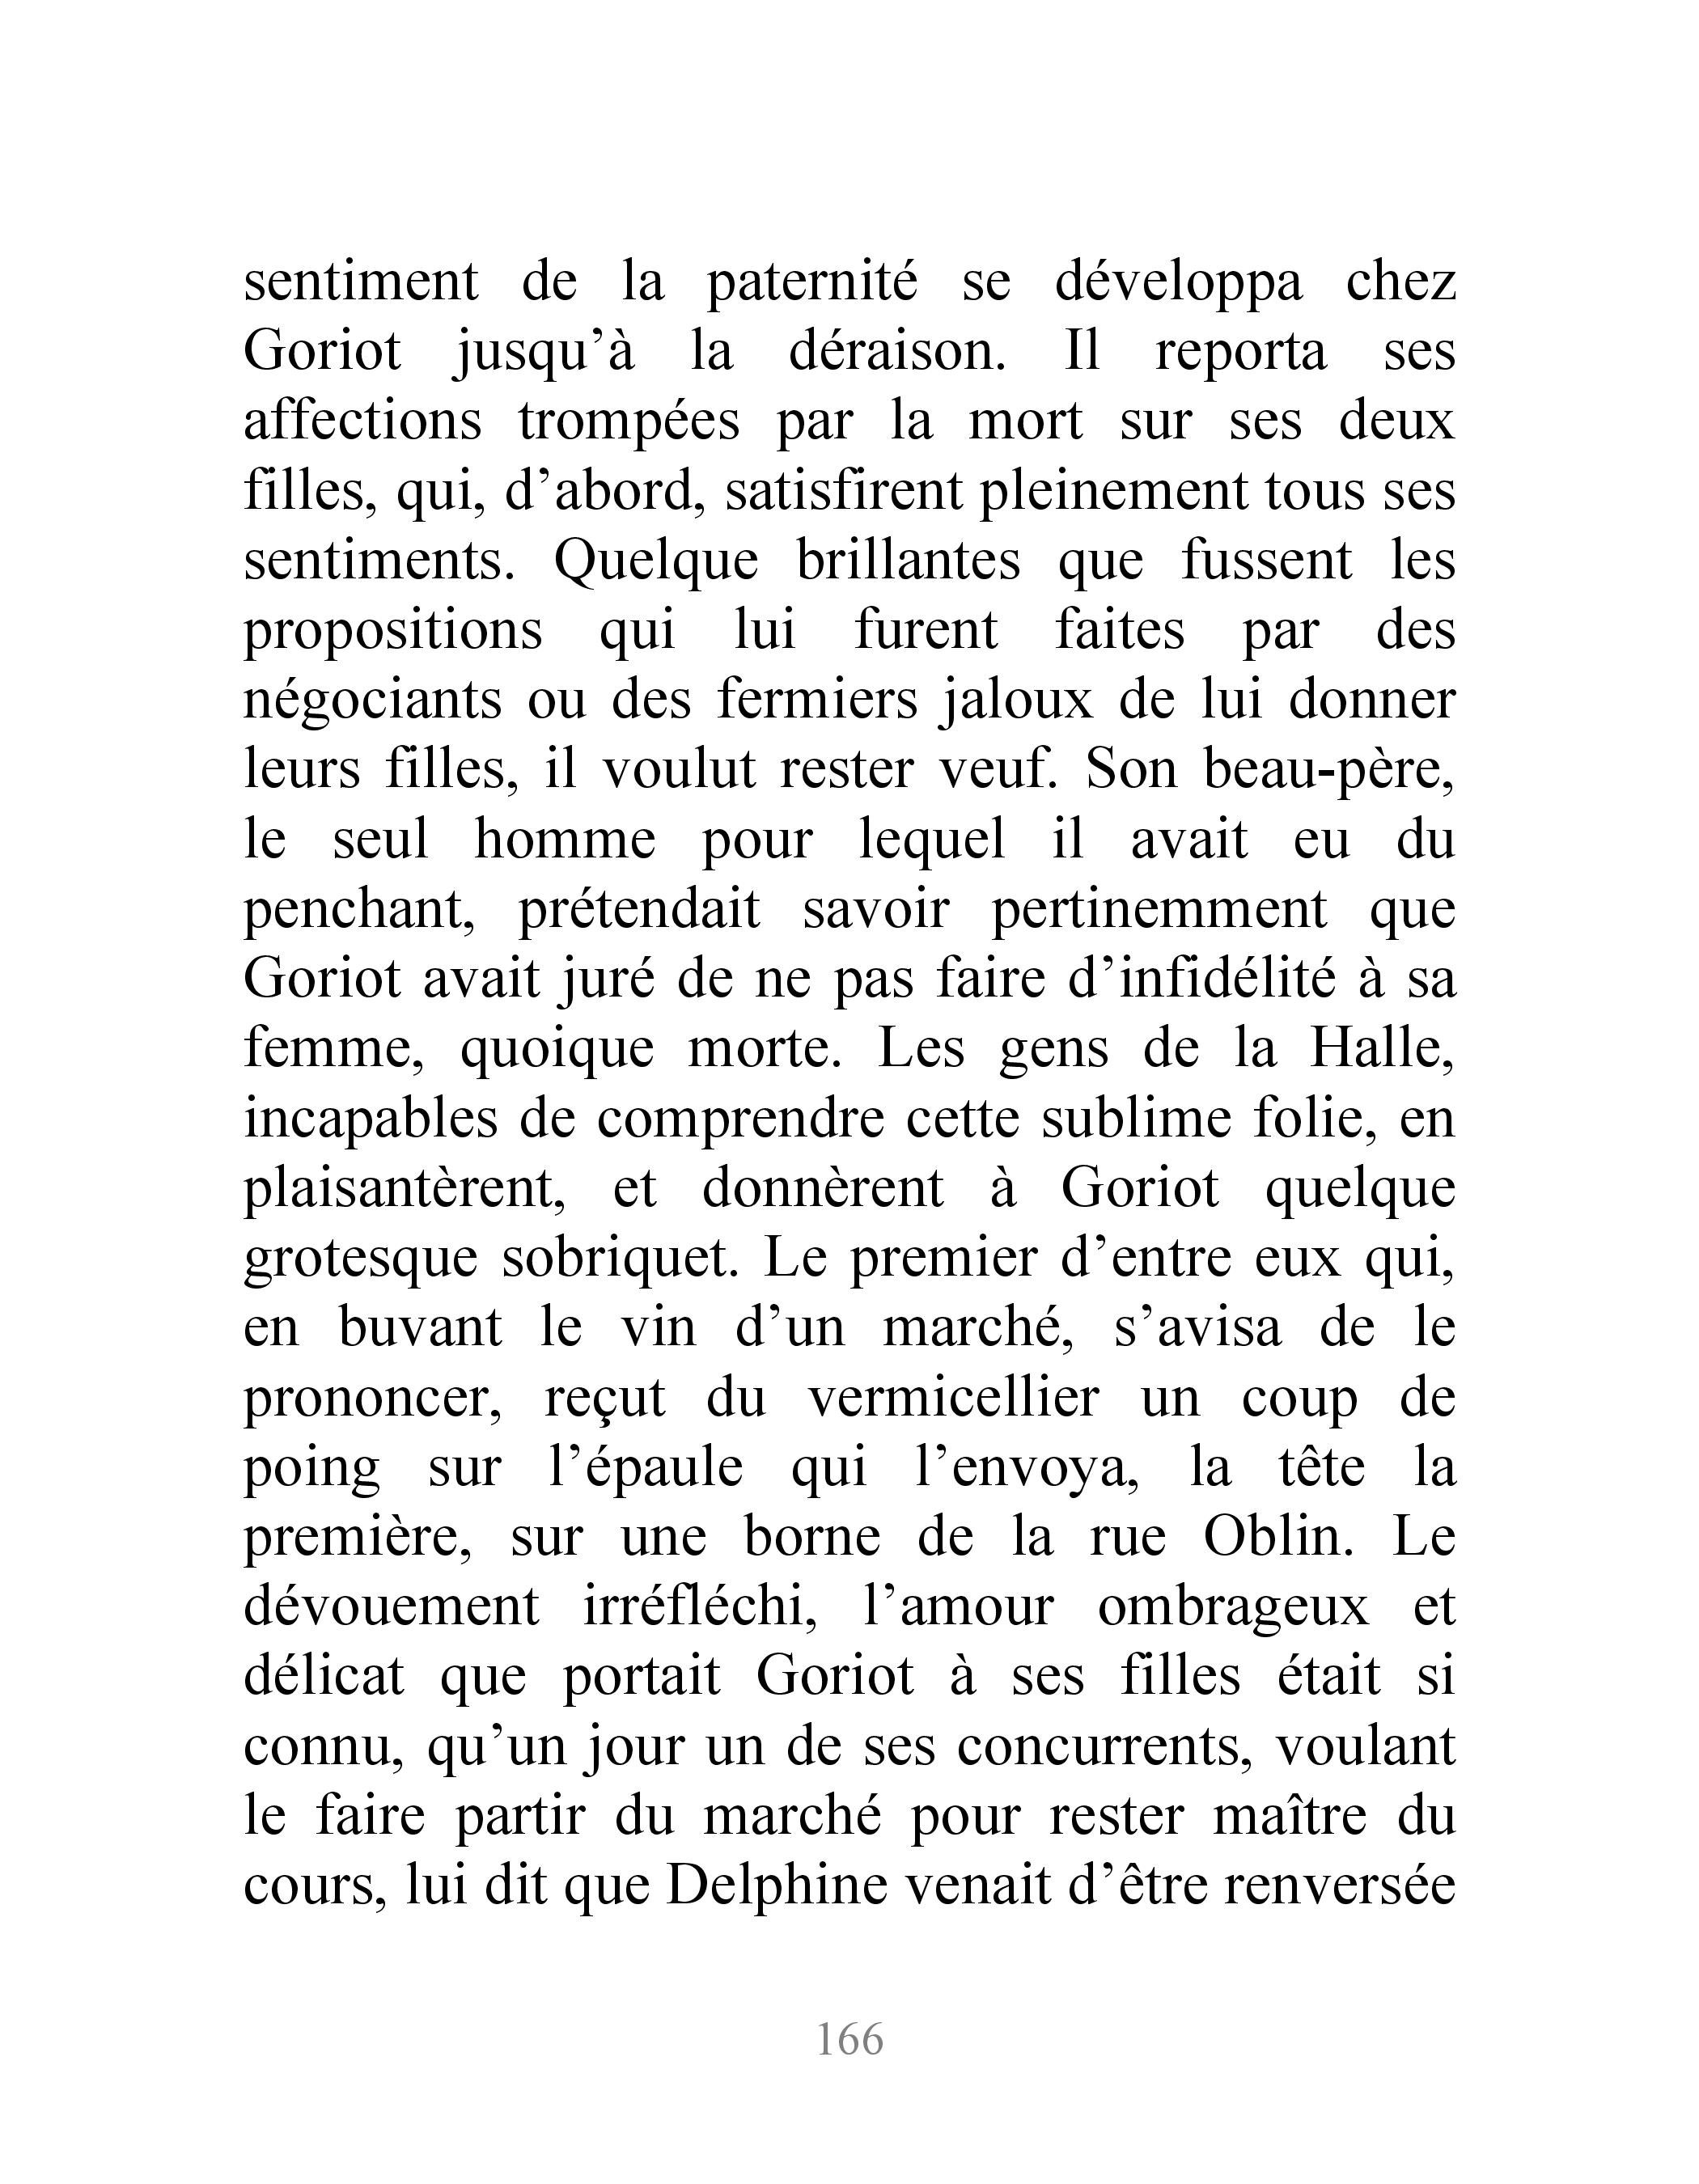 sentiment de la paternité se développa chez
Goriot jusqu’à la déraison. Il reporta ses
affections trompées par la mort sur ses deux
filles, qui, d’abord, satisfirent pleinement tous ses
sentiments. Quelque brillantes que fussent les
propositions qui lui furent faites par des
négociants ou des fermiers jaloux de lui donner
leurs filles, il voulut rester veuf. Son beau-père,
le seul homme pour lequel il avait eu du
penchant, prétendait savoir pertinemment que
Goriot avait juré de ne pas faire d’infidélité à sa
femme, quoique morte. Les gens de la Halle,
incapables de comprendre cette sublime folie, en
plaisantèrent, et donnèrent à Goriot quelque
grotesque sobriquet. Le premier d’entre eux qui,
en buvant le vin d’un marché, s’avisa de le
prononcer, reçut du vermicellier un coup de
poing sur l’épaule qui l’envoya, la tête la
première, sur une borne de la rue Oblin. Le
dévouement irréfléchi, l’amour ombrageux et
délicat que portait Goriot à ses filles était si
connu, qu’un jour un de ses concurrents, voulant
le faire partir du marché pour rester maître du
cours, lui dit que Delphine venait d’être renversée
166